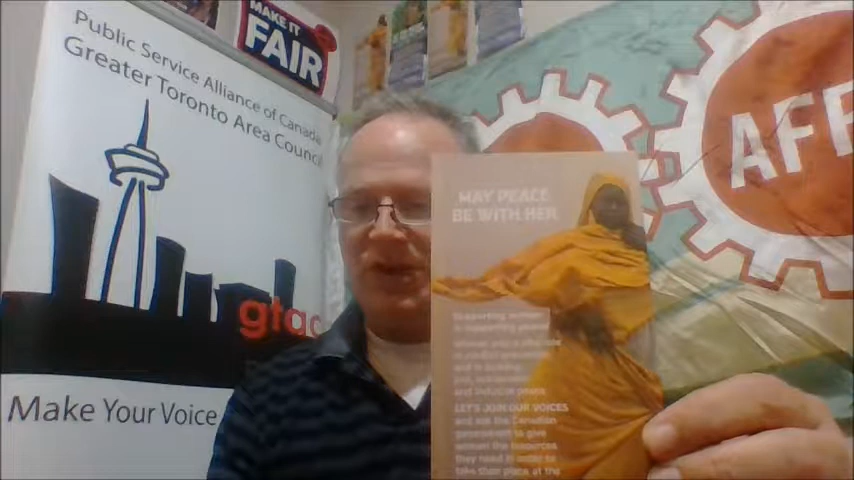 Public Service Alliance of Canada
Greater Toronto Area Council
gtac
Make Your Voice
MAKE IT
FAIR
AFF
MAY PEACE
BE WITH HER
LET'S JOIN OUR VOICES
and ask the Canadian
government to give
women the resources
they need in order to
take their place at the